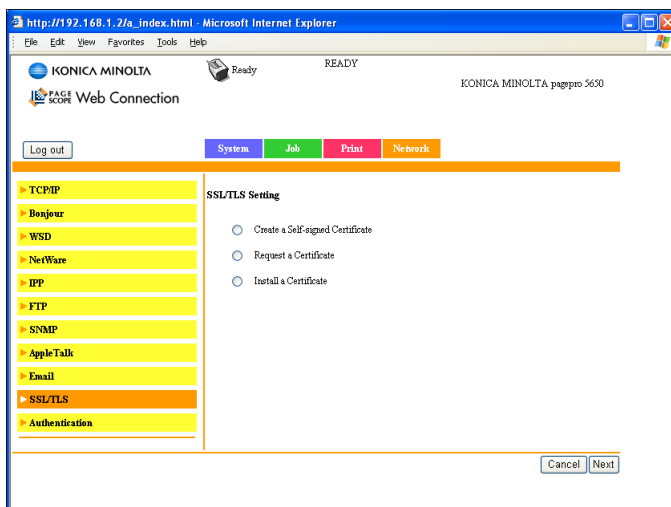 http://192.168.1.2/a_index.html - Microsoft Internet Explorer
File Edit View Favorites Tools Help
KONICA MINOLTA
Ready
READY
KONICA MINOLTA pagepro 5650
PAGE SCOPE Web Connection
Log out
System Job Print Network
TCP/IP
Bonjour
WSD
NetWare
IPP
FTP
SNMP
AppleTalk
Email
SSL/TLS
Authentication
SSL/TLS Setting
Create a Self-signed Certificate
Request a Certificate
Install a Certificate
Cancel Next